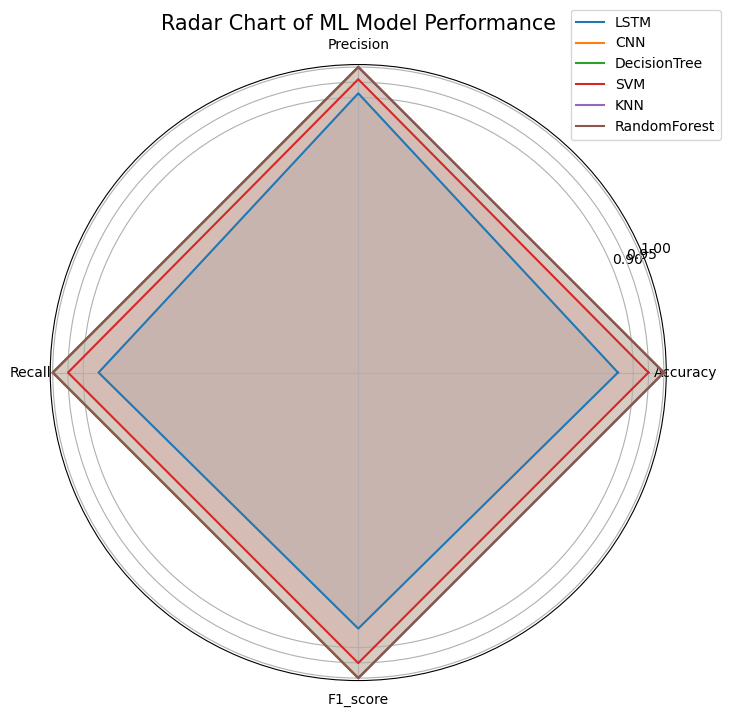 Radar Chart of ML Model Performance
LSTM
CNN
DecisionTree
SVM
KNN
RandomForest
Precision
1.00
0.95
0.90
Recall
Accuracy
F1_score